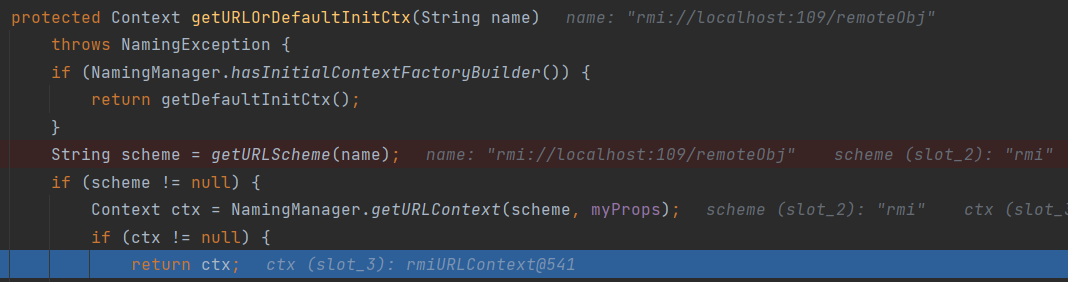 protected Context getURLOrDefaultInitCtx(String name)   name: "rmi://localhost:109/remoteObj"
    throws NamingException {
    if (NamingManager.hasInitialContextFactoryBuilder()) {
        return getDefaultInitCtx();
    }
    String scheme = getURLScheme(name);   name: "rmi://localhost:109/remoteObj"    scheme (slot_2): "rmi"
    if (scheme != null) {
        Context ctx = NamingManager.getURLContext(scheme, myProps);   scheme (slot_2): "rmi"    ctx (slot_3
        if (ctx != null) {
            return ctx;   ctx (slot_3): rmiURLContext@541